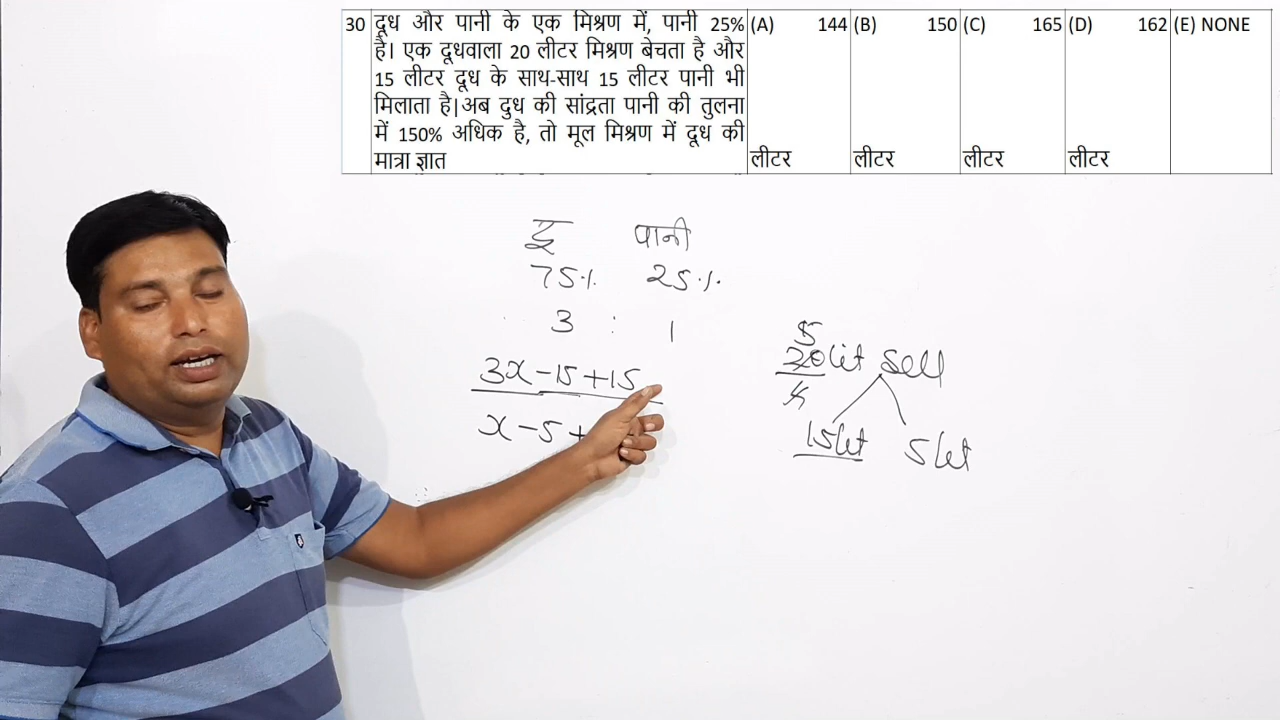 30 दूध और पानी के एक मिश्रण में, पानी 25% (A) 144 (B) 150 (C) 165 (D) 162 (E) NONE
है। एक दूधवाला 20 लीटर मिश्रण बेचता है और
15 लीटर दूध के साथ-साथ 15 लीटर पानी भी
मिलाता है।अब दुध की सांद्रता पानी की तुलना
में 150% अधिक है, तो मूल मिश्रण में दूध की
मात्रा ज्ञात लीटर लीटर लीटर लीटर
दू पानी
75% 25%
3 : 1
3x-15+15
x-5+
5
20lit Sell
4
15lit 5lit